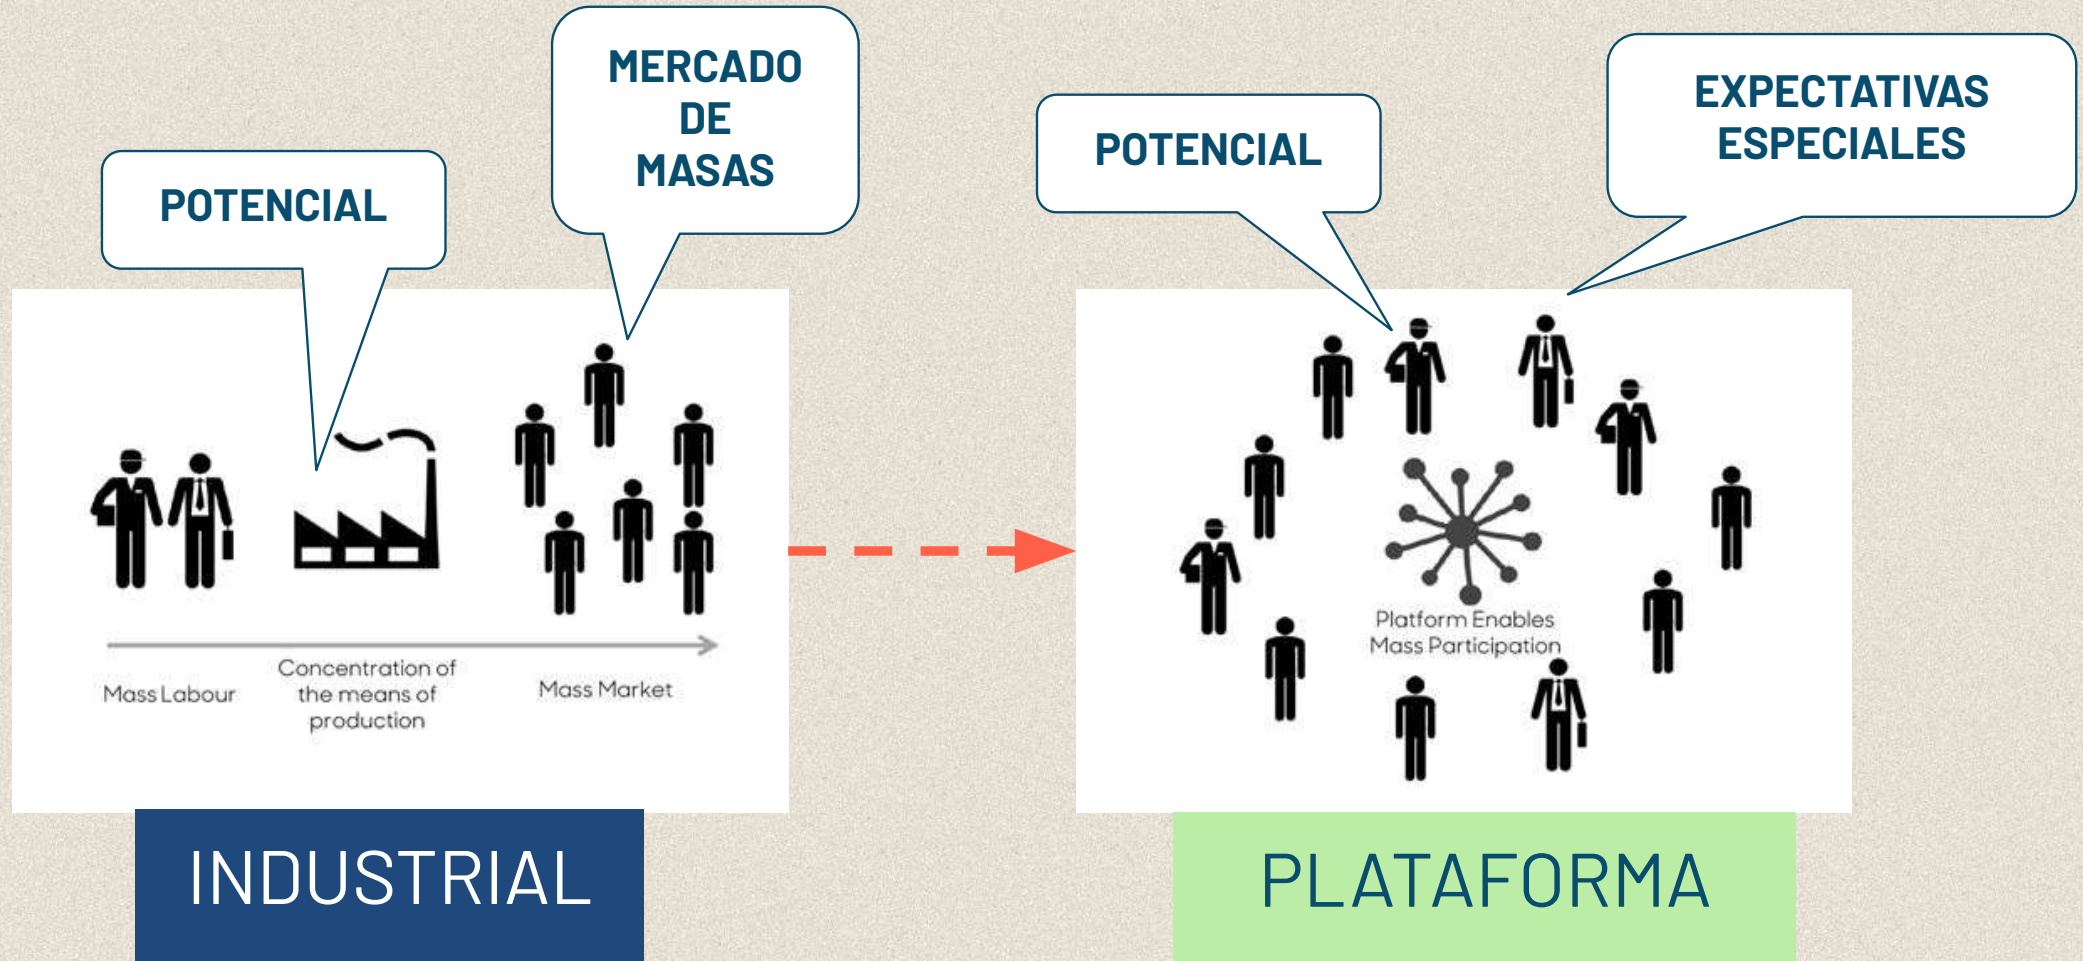 MERCADO
DE
MASAS
POTENCIAL
Mass Labour
Concentration of
the means of
production
Mass Market
INDUSTRIAL
EXPECTATIVAS
ESPECIALES
POTENCIAL
Platform Enables
Mass Participation
PLATAFORMA